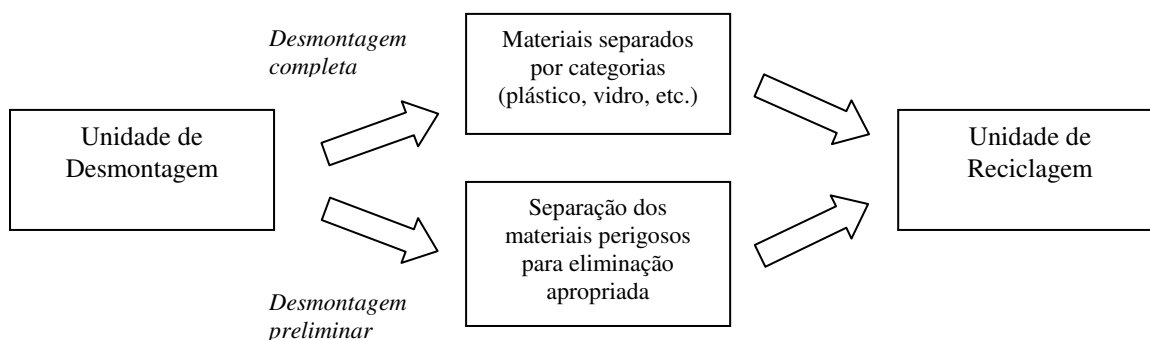 Desmontagem
completa
Materiais separados
por categorias
(plástico, vidro, etc.)
Unidade de
Desmontagem
Unidade de
Reciclagem
Separação dos
materiais perigosos
para eliminação
apropriada
Desmontagem
preliminar